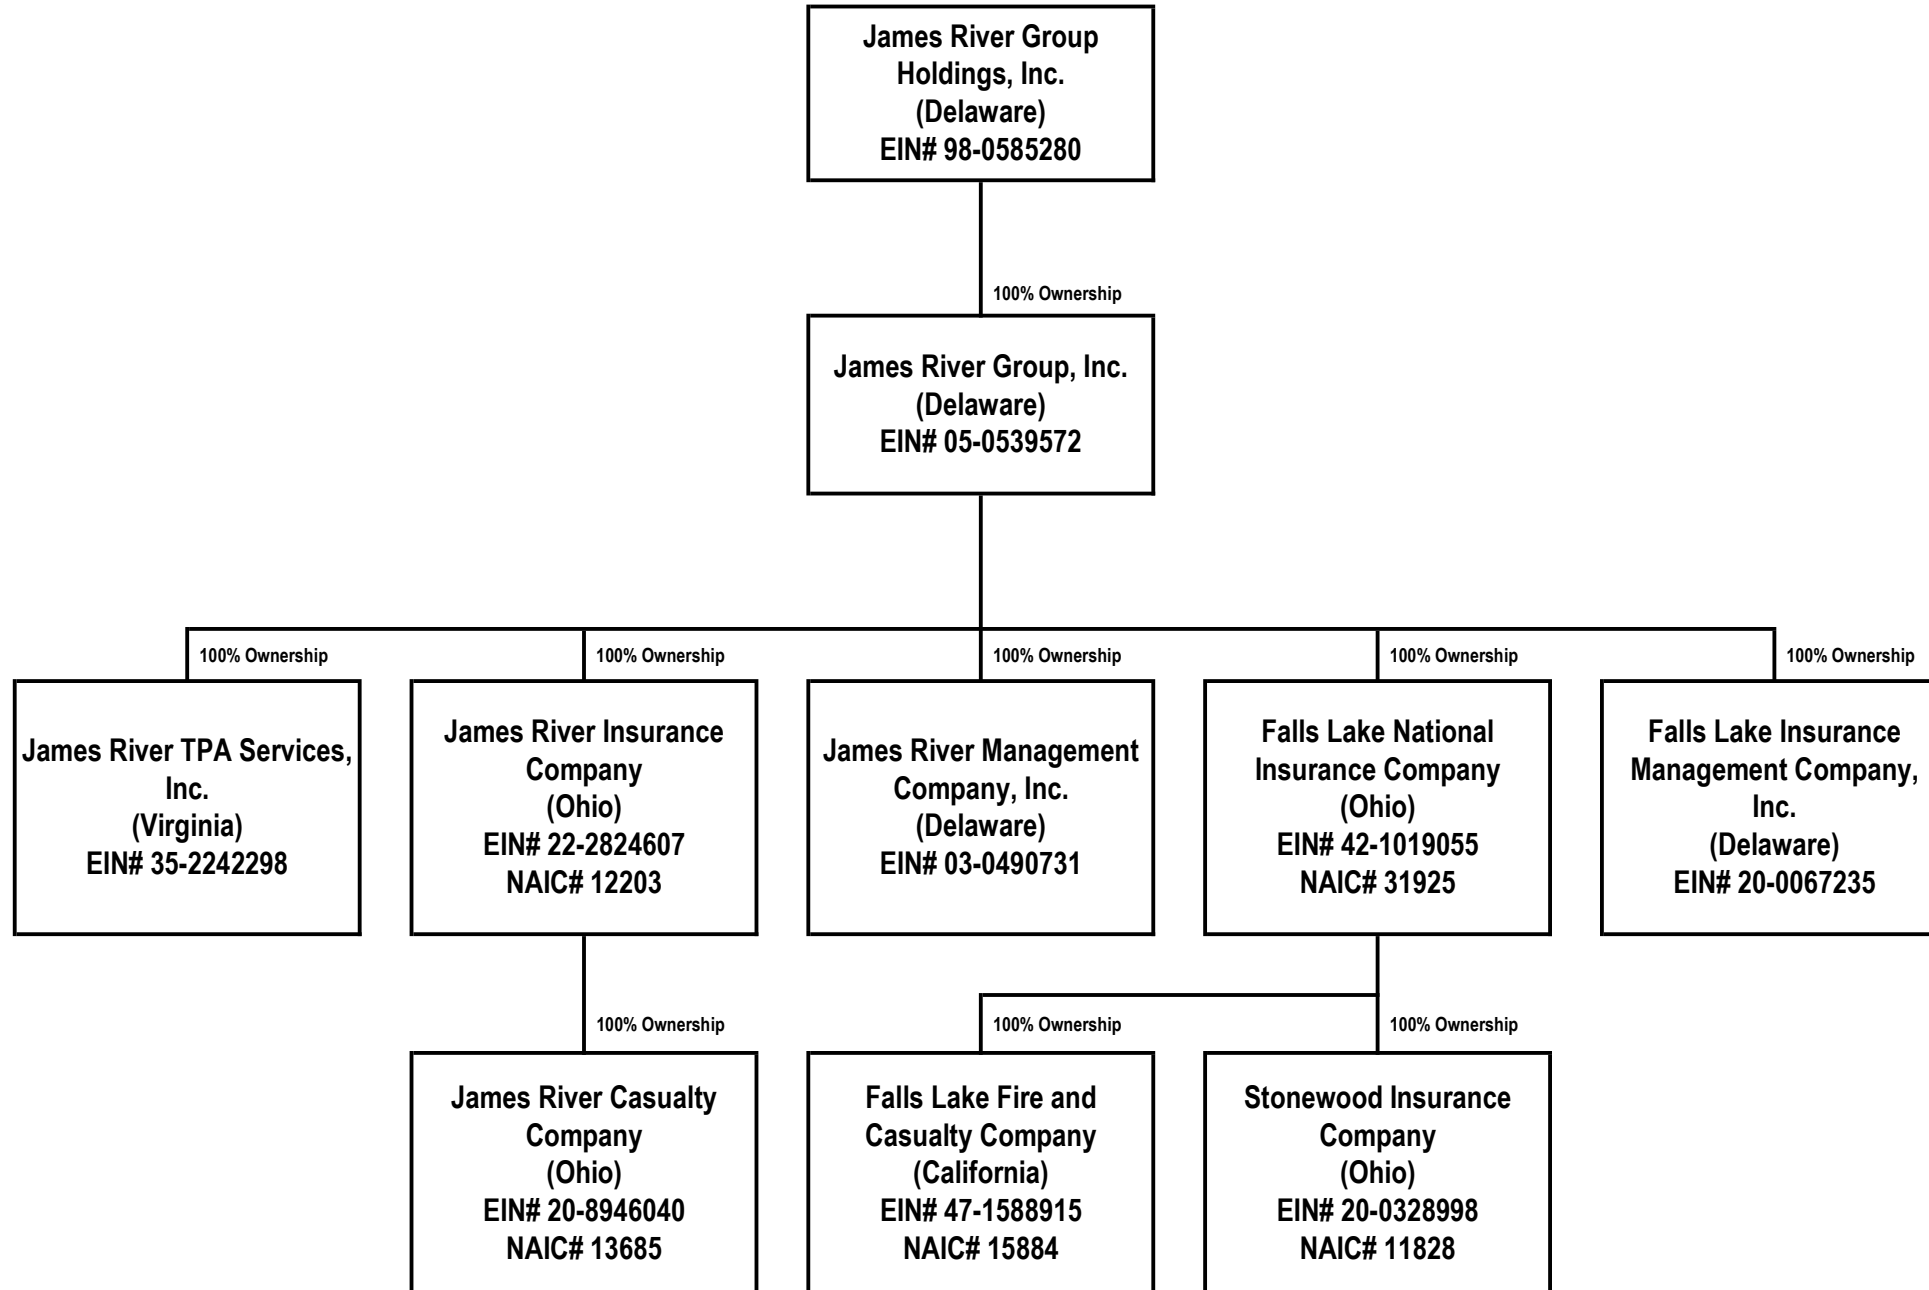 James River Group
Holdings, Inc.
(Delaware)
EIN# 98-0585280
100% Ownership
James River Group, Inc.
(Delaware)
EIN# 05-0539572
100% Ownership
100% Ownership
100% Ownership
100% Ownership
100% Ownership
James River TPA Services,
Inc.
(Virginia)
EIN# 35-2242298
James River Insurance
Company
(Ohio)
EIN# 22-2824607
NAIC# 12203
James River Management
Company, Inc.
(Delaware)
EIN# 03-0490731
Falls Lake National
Insurance Company
(Ohio)
EIN# 42-1019055
NAIC# 31925
Falls Lake Insurance
Management Company,
Inc.
(Delaware)
EIN# 20-0067235
100% Ownership
100% Ownership
100% Ownership
James River Casualty
Company
(Ohio)
EIN# 20-8946040
NAIC# 13685
Falls Lake Fire and
Casualty Company
(California)
EIN# 47-1588915
NAIC# 15884
Stonewood Insurance
Company
(Ohio)
EIN# 20-0328998
NAIC# 11828